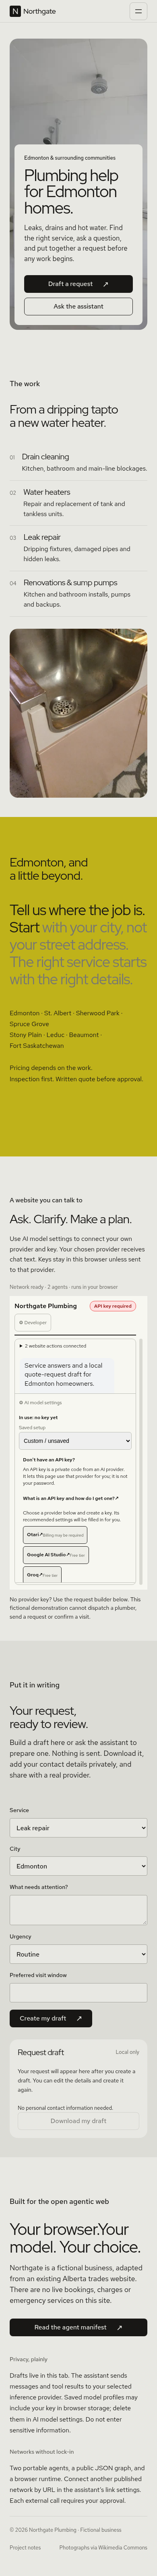 N Northgate
Edmonton & surrounding communities
Plumbing help
for Edmonton
homes.
Leaks, drains and hot water. Find
the right service, ask a question,
and put together a request before
any work begins.
Draft a request ↗
Ask the assistant
The work
From a dripping tap to
a new water heater.
01 Drain cleaning
Kitchen, bathroom and main-line blockages.
02 Water heaters
Repair and replacement of tank and
tankless units.
03 Leak repair
Dripping fixtures, damaged pipes and
hidden leaks.
04 Renovations & sump pumps
Kitchen and bathroom installs, pumps
and backups.
Edmonton, and
a little beyond.
Tell us where the job is.
Start with your city, not
your street address.
The right service starts
with the right details.
Edmonton · St. Albert · Sherwood Park ·
Spruce Grove
Stony Plain · Leduc · Beaumont ·
Fort Saskatchewan
Pricing depends on the work.
Inspection first. Written quote before approval.
A website you can talk to
Ask. Clarify. Make a plan.
Use AI model settings to connect your own
provider and key. Your chosen provider receives
chat text. Keys stay in this browser unless sent
to that provider.
Network ready · 2 agents · runs in your browser
Northgate Plumbing API key required
⚙ Developer
▶ 2 website actions connected
Service answers and a local
quote-request draft for
Edmonton homeowners.
⚙ AI model settings
In use: no key yet
Saved setup
Custom / unsaved
Don't have an API key?
An API key is a private code from an AI provider.
It lets this page use that provider for you; it is not
your password.
What is an API key and how do I get one?↗
Choose a provider below and create a key. Its
recommended settings will be filled in for you.
Otari↗ Billing may be required
Google AI Studio↗ Free tier
Groq↗ Free tier
No provider key? Use the request builder below. This
fictional demonstration cannot dispatch a plumber,
send a request or confirm a visit.
Put it in writing
Your request,
ready to review.
Build a draft here or ask the assistant to
prepare one. Nothing is sent. Download it,
add your contact details privately, and
share with a real provider.
Service
Leak repair
City
Edmonton
What needs attention?
Urgency
Routine
Preferred visit window
Create my draft ↗
Request draft Local only
Your request will appear here after you create a
draft. You can edit the details and create it
again.
No personal contact information needed.
Download my draft
Built for the open agentic web
Your browser.Your
model. Your choice.
Northgate is a fictional business, adapted
from an existing Alberta trades website.
There are no live bookings, charges or
emergency services on this site.
Read the agent manifest ↗
Privacy, plainly
Drafts live in this tab. The assistant sends
messages and tool results to your selected
inference provider. Saved model profiles may
include your key in browser storage; delete
them in AI model settings. Do not enter
sensitive information.
Networks without lock-in
Two portable agents, a public JSON graph, and
a browser runtime. Connect another published
network by URL in the assistant's link settings.
Each external call requires your approval.
© 2026 Northgate Plumbing · Fictional business
Project notes Photographs via Wikimedia Commons